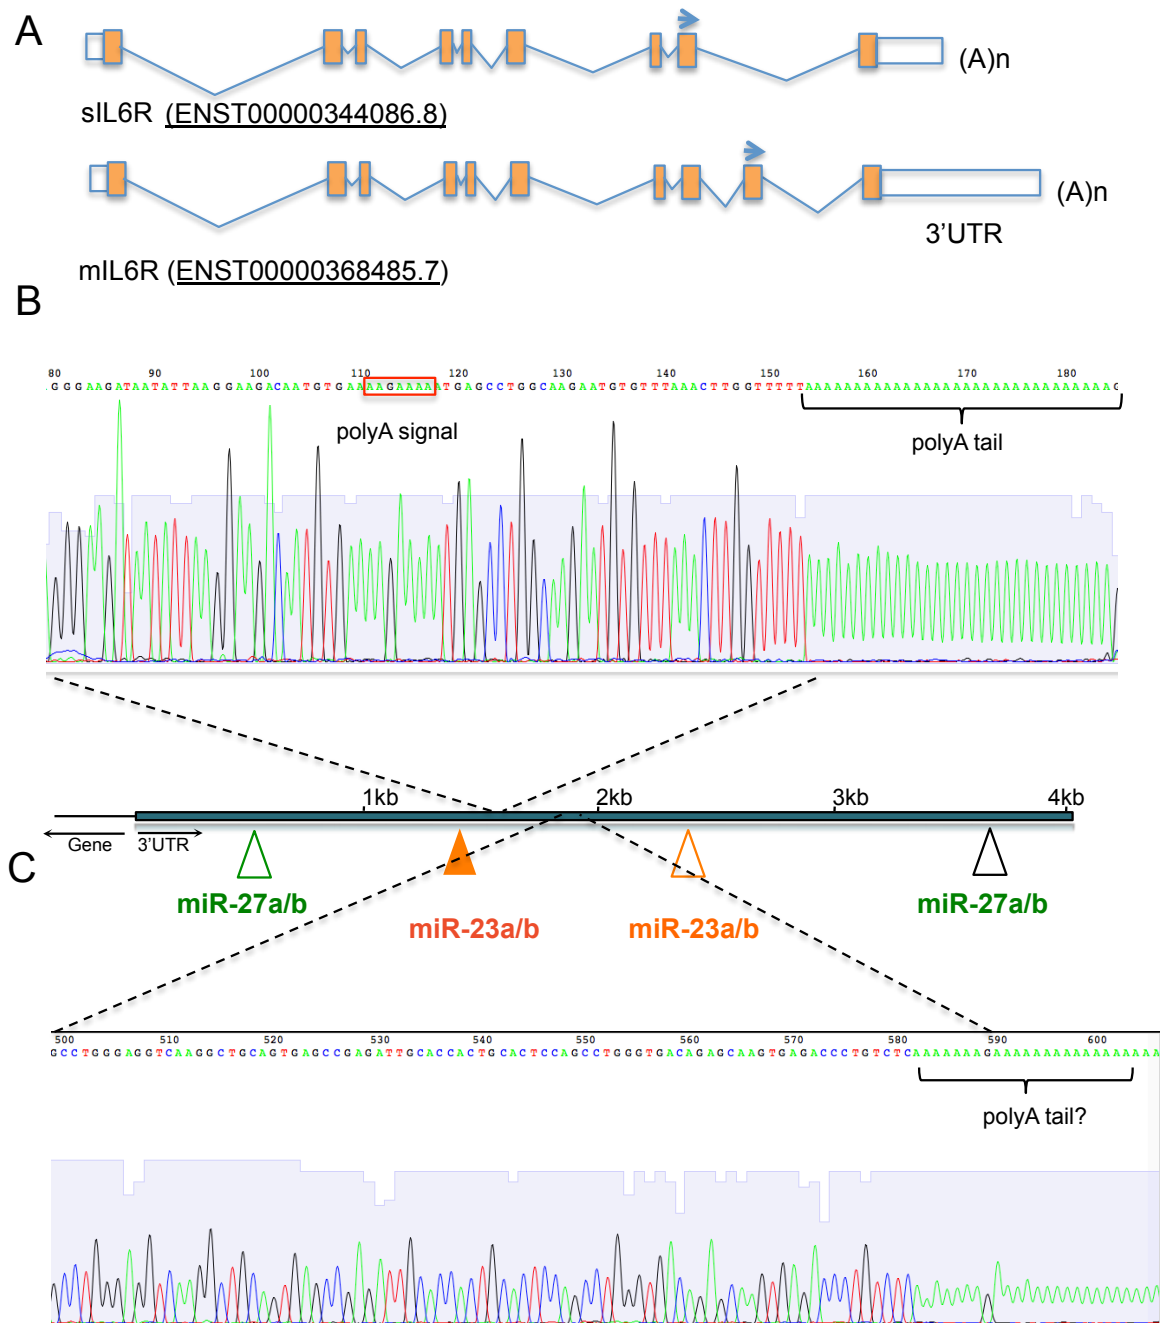 A
(A)n
sIL6R (ENST00000344086.8)
(A)n
3'UTR
mIL6R (ENST00000368485.7)
B
80 90 100 110 120 130 140 150 160 170 180
GGGAAGATAATATTAAGGAAGACAATGTGAAAAGAAAAATGAGCCTGGCAAGAATGTGTTTAAACTTGGTTTTTAAAAAAAAAAAAAAAAAAAAAAAAAAAAAAG
polyA signal
polyA tail
1kb 2kb 3kb 4kb
Gene 3'UTR
C
miR-27a/b miR-27a/b
miR-23a/b miR-23a/b
500 510 520 530 540 550 560 570 580 590 600
GCCTGGGAGGTCAAGGCTGCAGTGAGCCGAGATTGCACCACTGCACTCCAGCCTGGGTGACAGAGCAAGTGAGACCCTGTCTCAAAAAAAGAAAAAAAAAAAAAAAA
polyA tail?